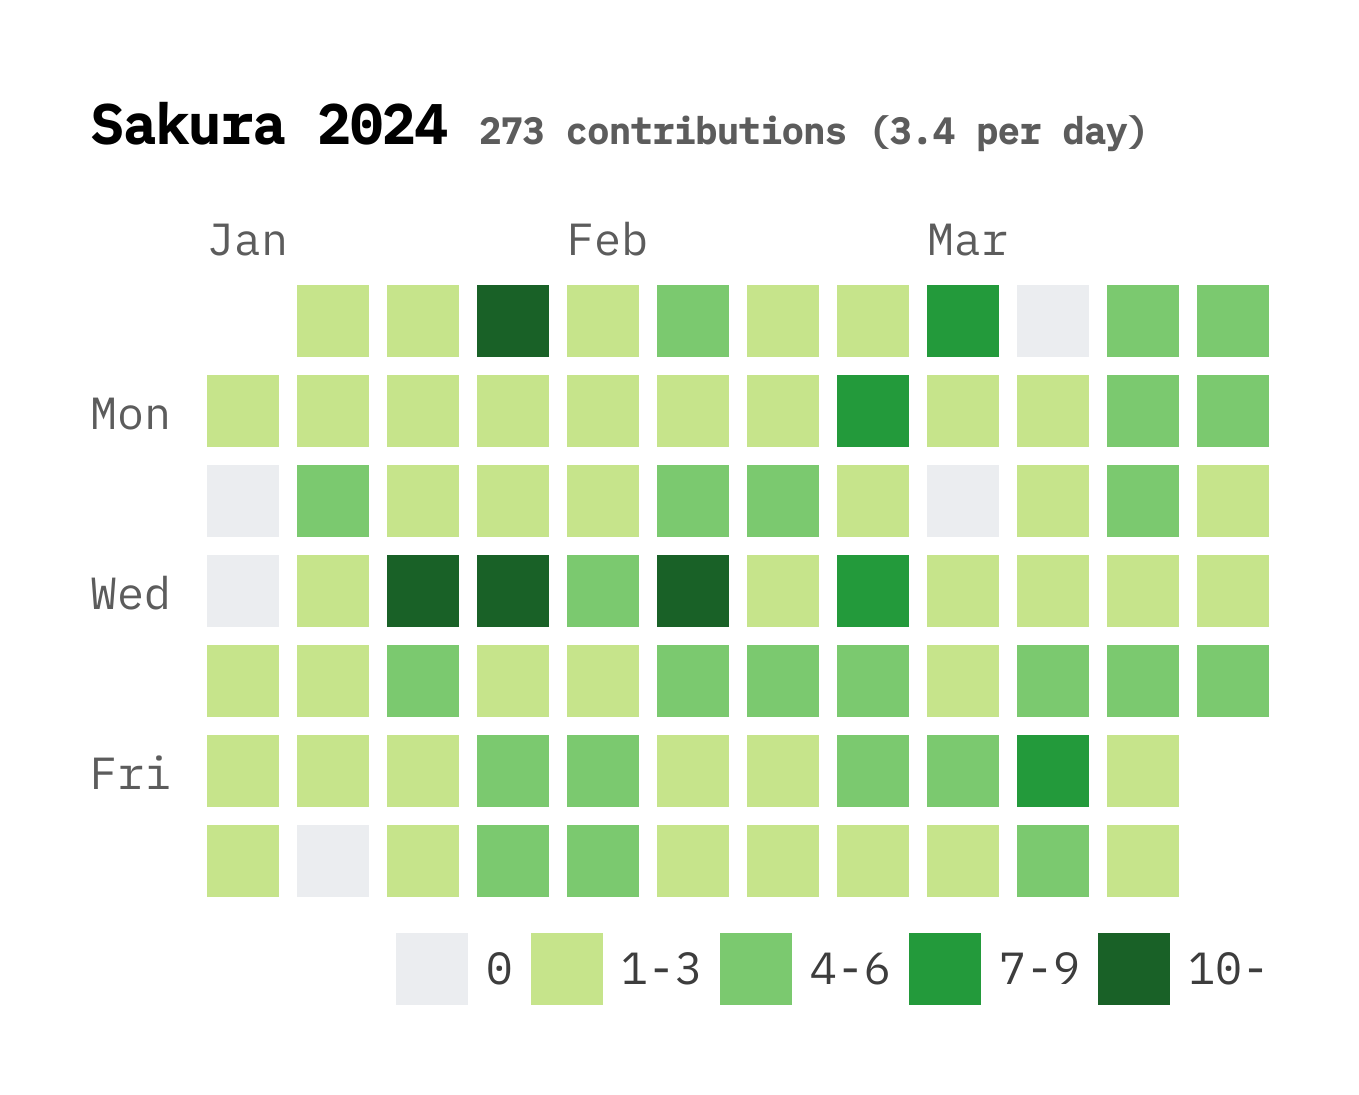 Sakura 2024 273 contributions (3.4 per day)
Jan Feb Mar
Mon
Wed
Fri
0 1-3 4-6 7-9 10-